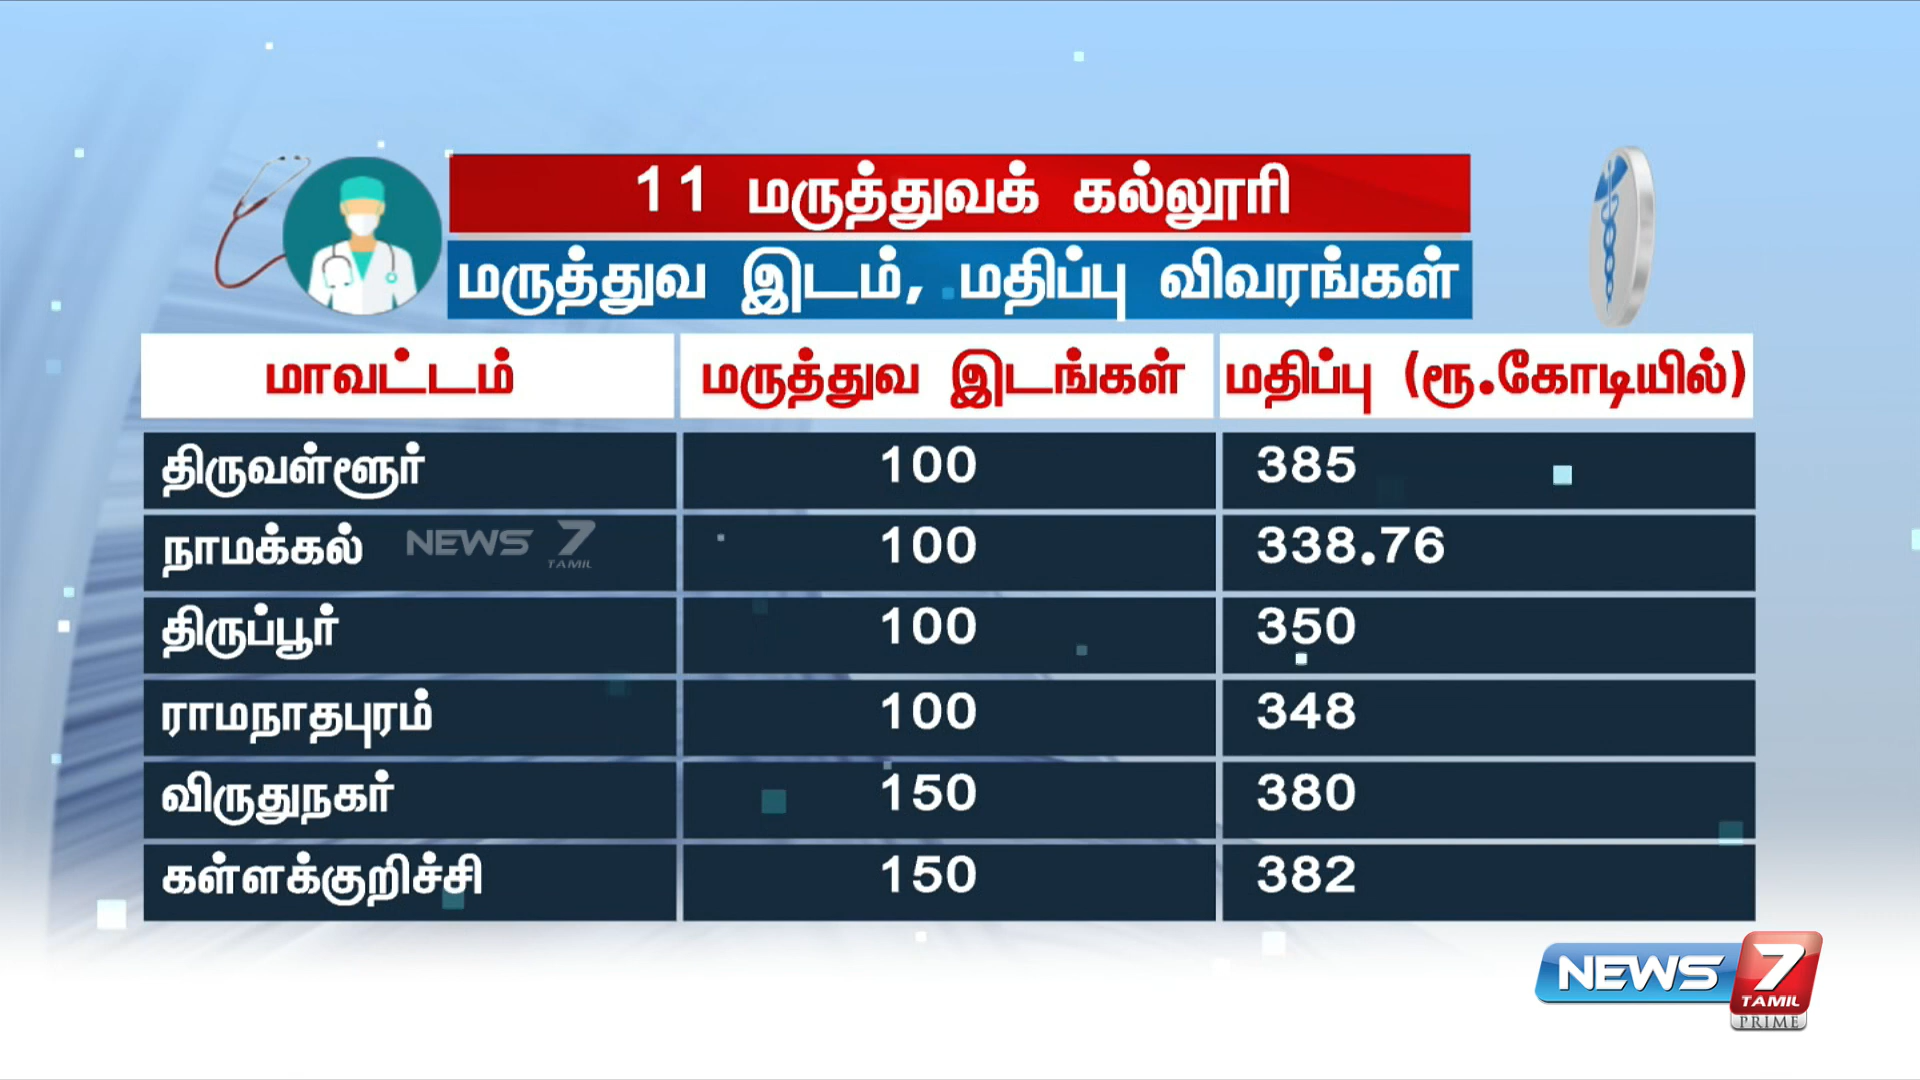 11 மருத்துவக் கல்லூரி
மருத்துவ இடம், மதிப்பு விவரங்கள்
மாவட்டம் மருத்துவ இடங்கள் மதிப்பு (ரூ.கோடியில்)
திருவள்ளூர் 100 385
நாமக்கல் 100 338.76
NEWS 7
TAMIL
திருப்பூர் 100 350
ராமநாதபுரம் 100 348
விருதுநகர் 150 380
கள்ளக்குறிச்சி 150 382
NEWS 7
TAMIL
PRIME